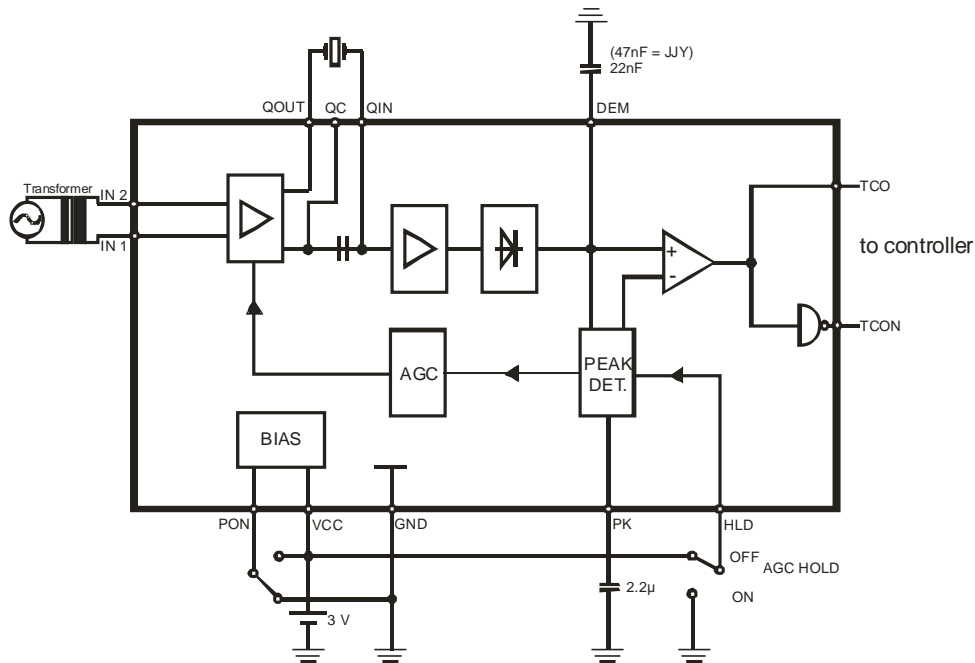 (47nF = JJY)
22nF
QOUT
QC
QIN
DEM
Transformer
IN 2
IN 1
TCO
to controller
+
-
TCON
AGC
PEAK
DET.
BIAS
PON
VCC
GND
PK
HLD
OFF
AGC HOLD
ON
2.2µ
3 V